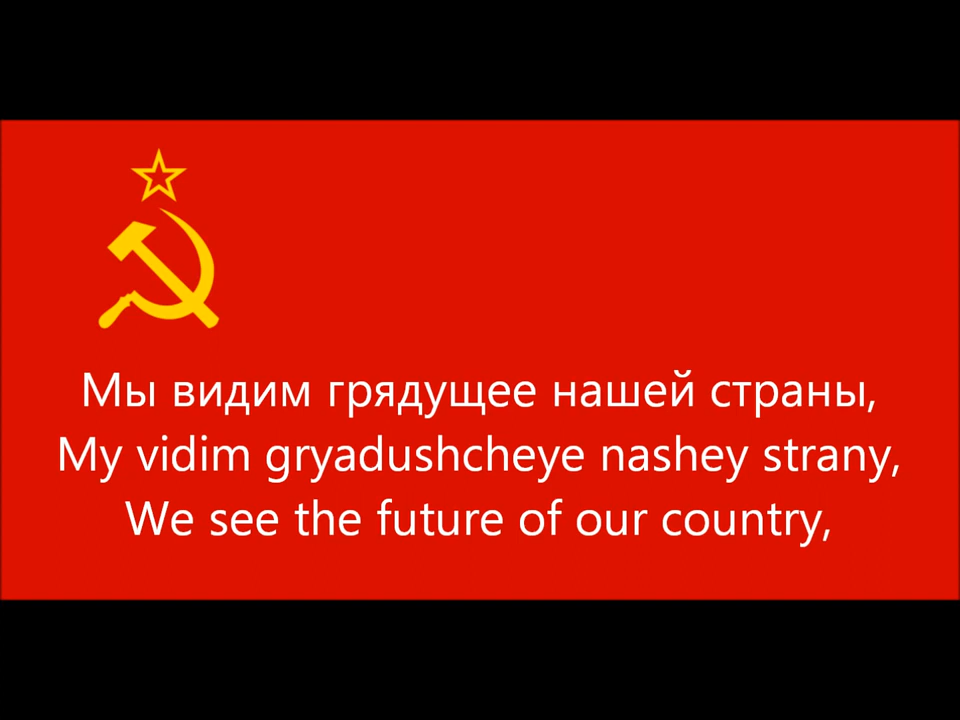 Мы видим грядущее нашей страны,
My vidim gryadushcheye nashey strany,
We see the future of our country,